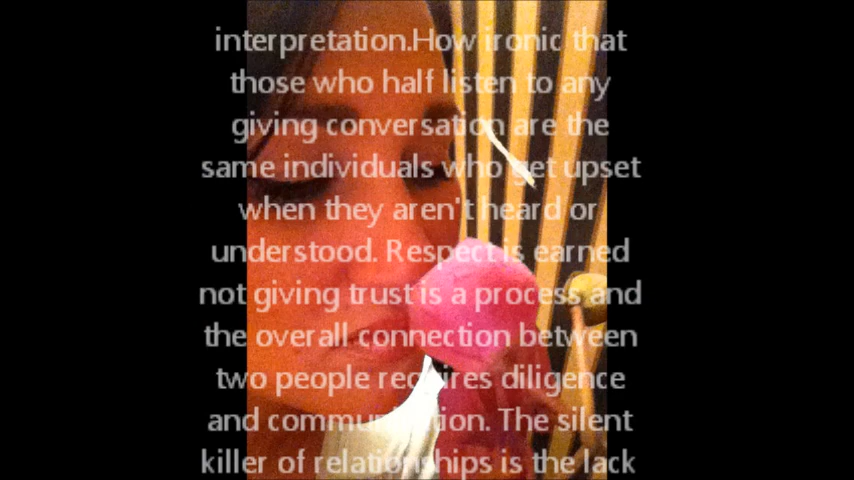 interpretation.How ironic that
those who half listen to any
giving conversation are the
same individuals who get upset
when they aren't heard or
understood. Respect is earned
not giving trust is a process and
the overall connection between
two people requires diligence
and communication. The silent
killer of relationships is the lack